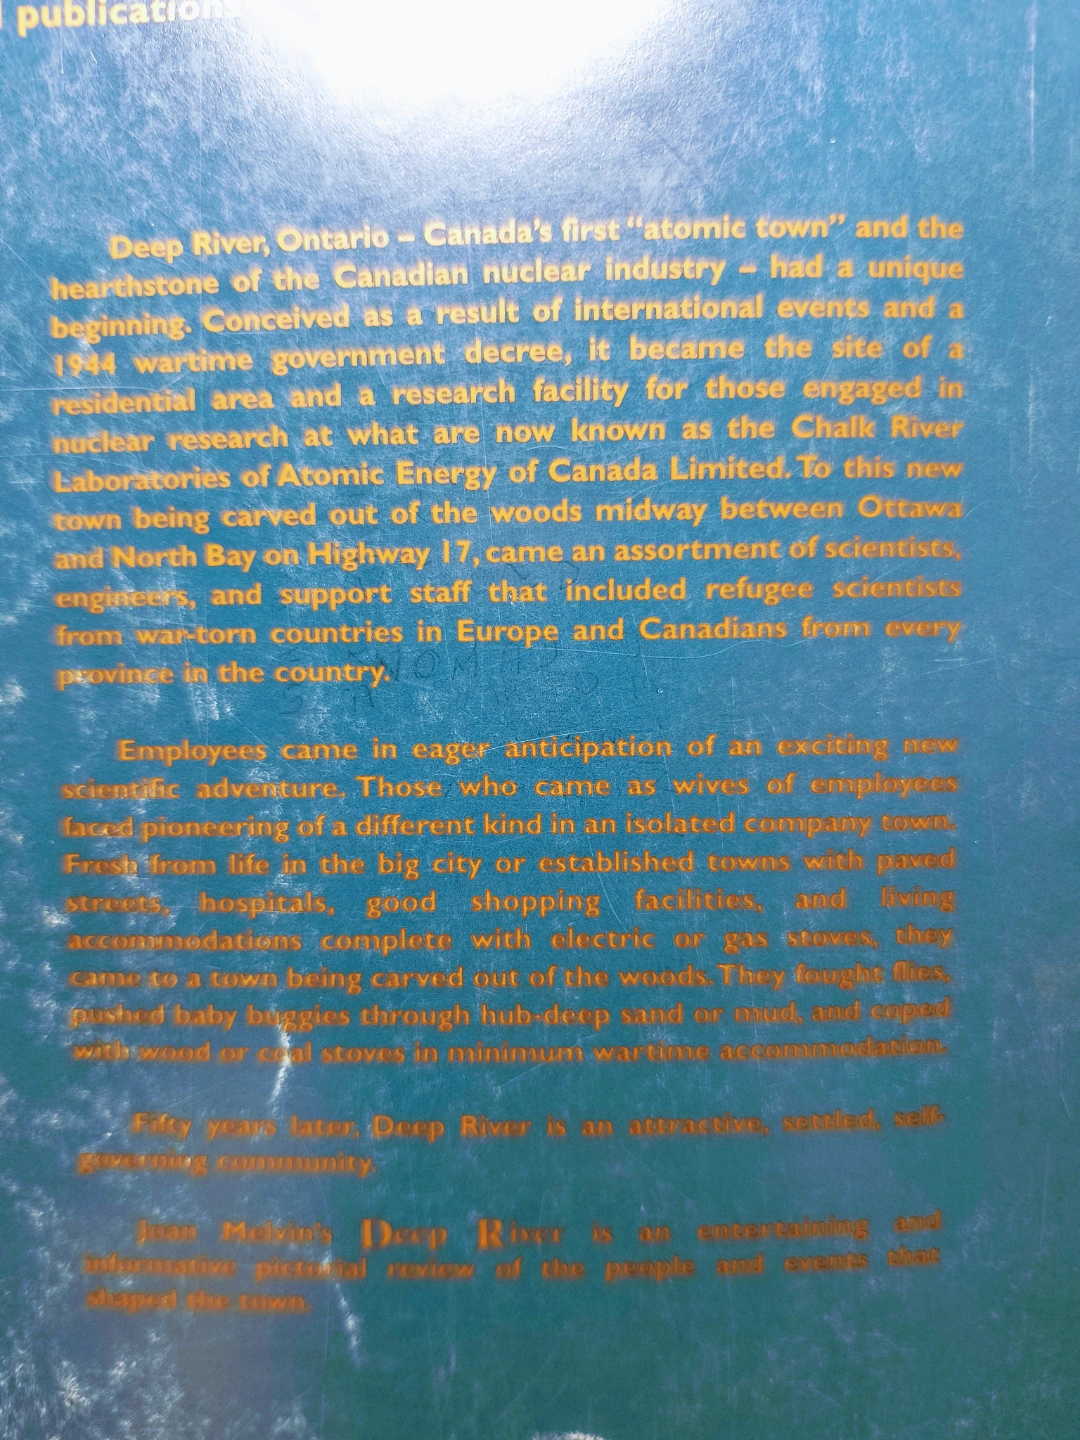 publications
Deep River, Ontario – Canada's first “atomic town” and the
hearthstone of the Canadian nuclear industry – had a unique
beginning. Conceived as a result of international events and a
1944 wartime government decree, it became the site of a
residential area and a research facility for those engaged in
nuclear research at what are now known as the Chalk River
Laboratories of Atomic Energy of Canada Limited. To this new
town being carved out of the woods midway between Ottawa
and North Bay on Highway 17, came an assortment of scientists,
engineers, and support staff that included refugee scientists
from war-torn countries in Europe and Canadians from every
province in the country.
Employees came in eager anticipation of an exciting new
scientific adventure. Those who came as wives of employees
faced pioneering of a different kind in an isolated company town.
Fresh from life in the big city or established towns with paved
streets, hospitals, good shopping facilities, and living
accommodations complete with electric or gas stoves, they
came to a town being carved out of the woods. They fought flies,
pushed baby buggies through hub-deep sand or mud, and coped
with wood or coal stoves in minimum wartime accommodation.
Fifty years later, Deep River is an attractive, settled, self-
governing community.
Joan Melvin's Deep River is an entertaining and
informative pictorial review of the people and events that
shaped the town.